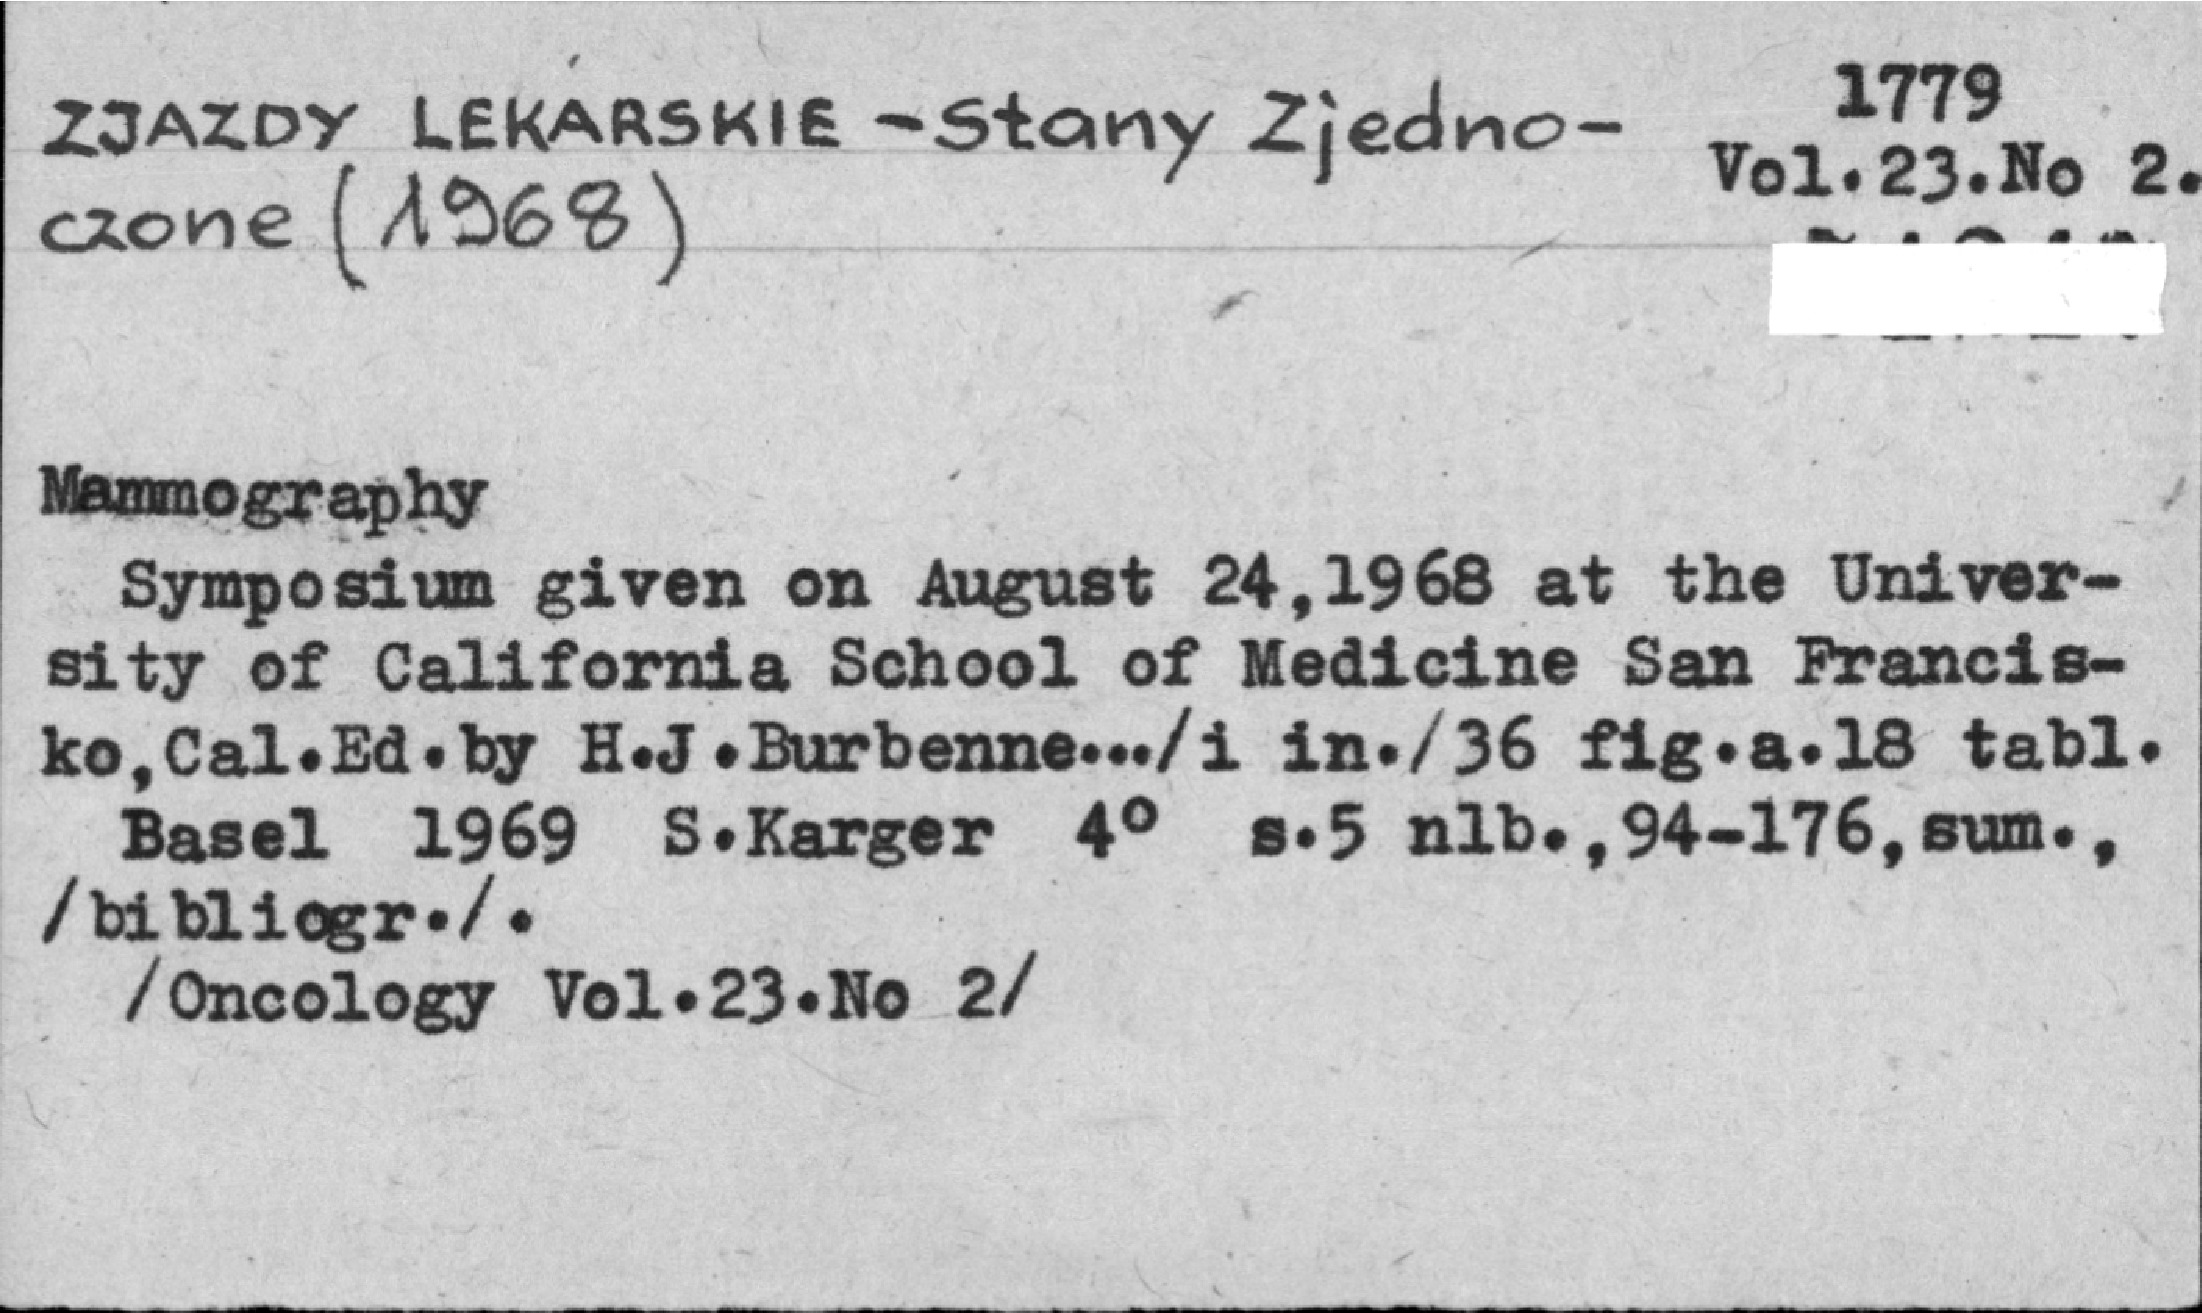 ZJAZDY LEKARSKIE - Stany Zjedno-
czone (1968)
1779
Vol.23.No 2.
Mammography
Symposium given on August 24,1968 at the Univer-
sity of California School of Medicine San Francis-
ko,Cal.Ed.by H.J.Burbenne.../i in./36 fig.a.18 tabl.
Basel 1969 S.Karger 4° s.5 nlb.,94-176,sum.,
/bibliogr./.
/Oncology Vol.23.No 2/